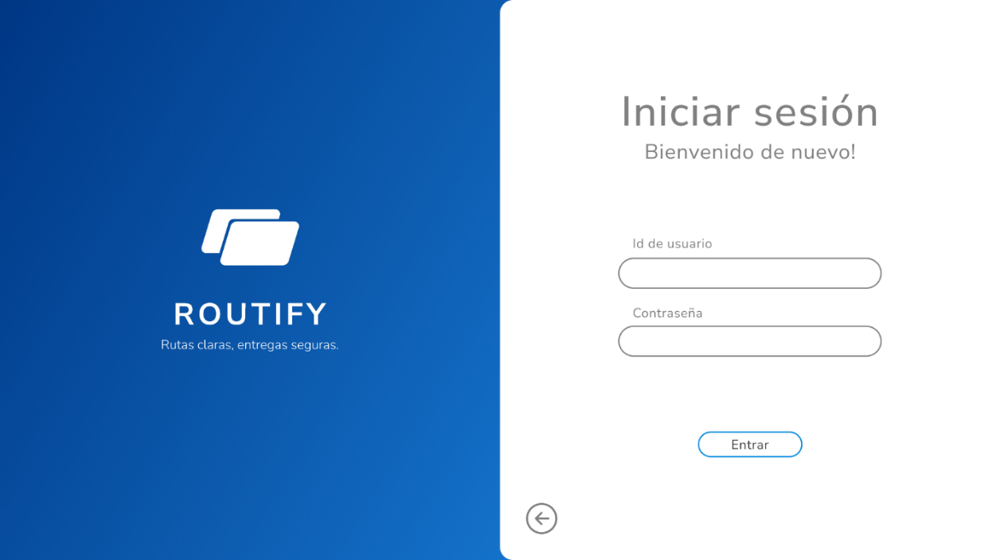 ROUTIFY
Rutas claras, entregas seguras.
Iniciar sesión
Bienvenido de nuevo!
Id de usuario
Contraseña
Entrar